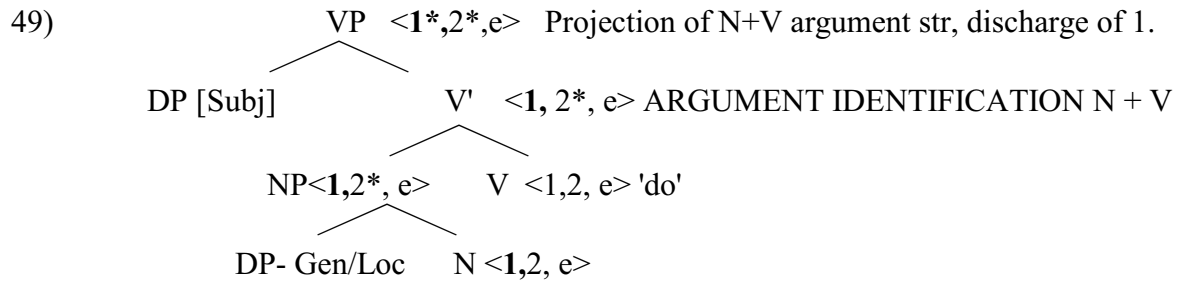 49) VP <1*,2*,e> Projection of N+V argument str, discharge of 1.
DP [Subj] V' <1, 2*, e> ARGUMENT IDENTIFICATION N + V
NP<1,2*, e> V <1,2, e> 'do'
DP- Gen/Loc N <1,2, e>